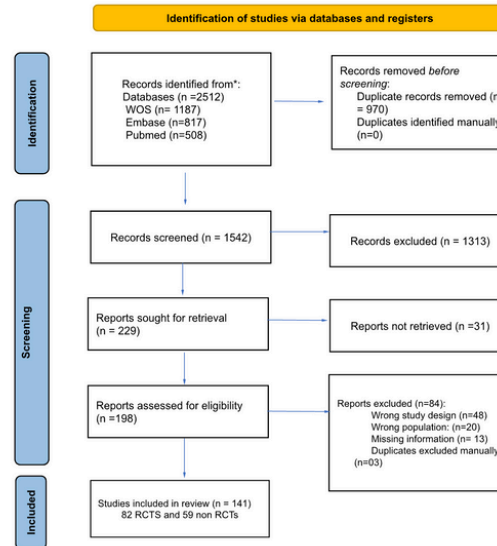 Identification of studies via databases and registers
Identification
Records identified from*:
Databases (n =2512)
WOS (n= 1187)
Embase (n=817)
Pubmed (n=508)
Records removed before
screening:
Duplicate records removed (n
= 970)
Duplicates identified manually
(n=0)
Screening
Records screened (n = 1542)
Records excluded (n = 1313)
Reports sought for retrieval
(n = 229)
Reports not retrieved (n =31)
Reports assessed for eligibility
(n =198)
Reports excluded (n=84):
Wrong study design (n=48)
Wrong population: (n=20)
Missing information (n= 13)
Duplicates excluded manually
(n=03)
Included
Studies included in review (n = 141)
82 RCTS and 59 non RCTs